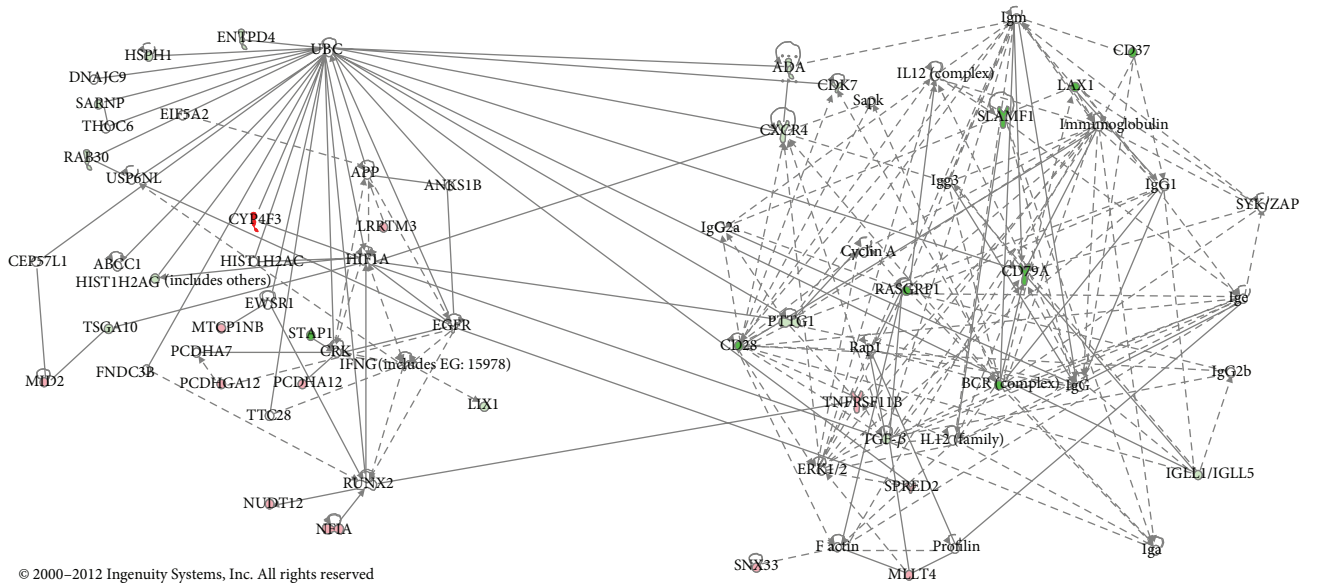 Igm
ENTPD4
UBC
HSPH1
CD37
DNAJC9
ADA
IL12 (complex)
CDK7
LAX1
Sapk
SARNP
EIF5A2
SLAMF1
THOC6
CXCR4
Immunoglobulin
RAB30
USP6NL
APP
ANKS1B
Igg3
IgG1
SYK/ZAP
CYP4F3
LRRTM3
IgG2a
Cyclin A
CEP57L1
ABCC1
HIST1H2AC
HIF1A
CD79A
HIST1H2AG (includes others)
RASGRP1
Ige
EWSR1
TSGA10
MTCP1NB
STAP1
EGFR
PTTG1
PCDHA7
CRK
CD28
Rap1
IFNG (includes EG: 15978)
MID2
FNDC3B
PCDHGA12
PCDHA12
BCR (complex)
IgG
IgG2b
TTC28
LIX1
TNFRSF11B
TGF-β
IL12 (family)
ERK1/2
RUNX2
SPRED2
IGLL1/IGLL5
NUDT12
NFIA
F actin
Profilin
Iga
SNX33
MLLT4
© 2000–2012 Ingenuity Systems, Inc. All rights reserved